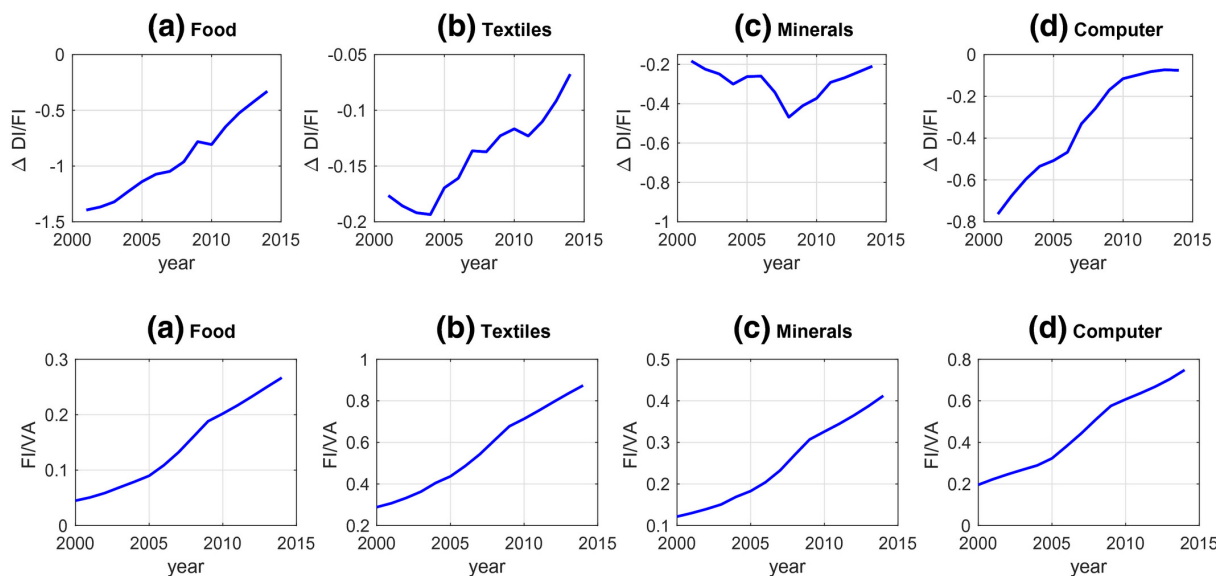 (a) Food
0
-0.5
-1
-1.5
Δ DI/FI
2000 2005 2010 2015
year
(b) Textiles
-0.05
-0.1
-0.15
-0.2
Δ DI/FI
2000 2005 2010 2015
year
(c) Minerals
-0.2
-0.4
-0.6
-0.8
-1
Δ DI/FI
2000 2005 2010 2015
year
(d) Computer
0
-0.2
-0.4
-0.6
-0.8
Δ DI/FI
2000 2005 2010 2015
year
(a) Food
0.3
0.2
0.1
0
FI/VA
2000 2005 2010 2015
year
(b) Textiles
1
0.8
0.6
0.4
0.2
FI/VA
2000 2005 2010 2015
year
(c) Minerals
0.5
0.4
0.3
0.2
0.1
FI/VA
2000 2005 2010 2015
year
(d) Computer
0.8
0.6
0.4
0.2
0
FI/VA
2000 2005 2010 2015
year